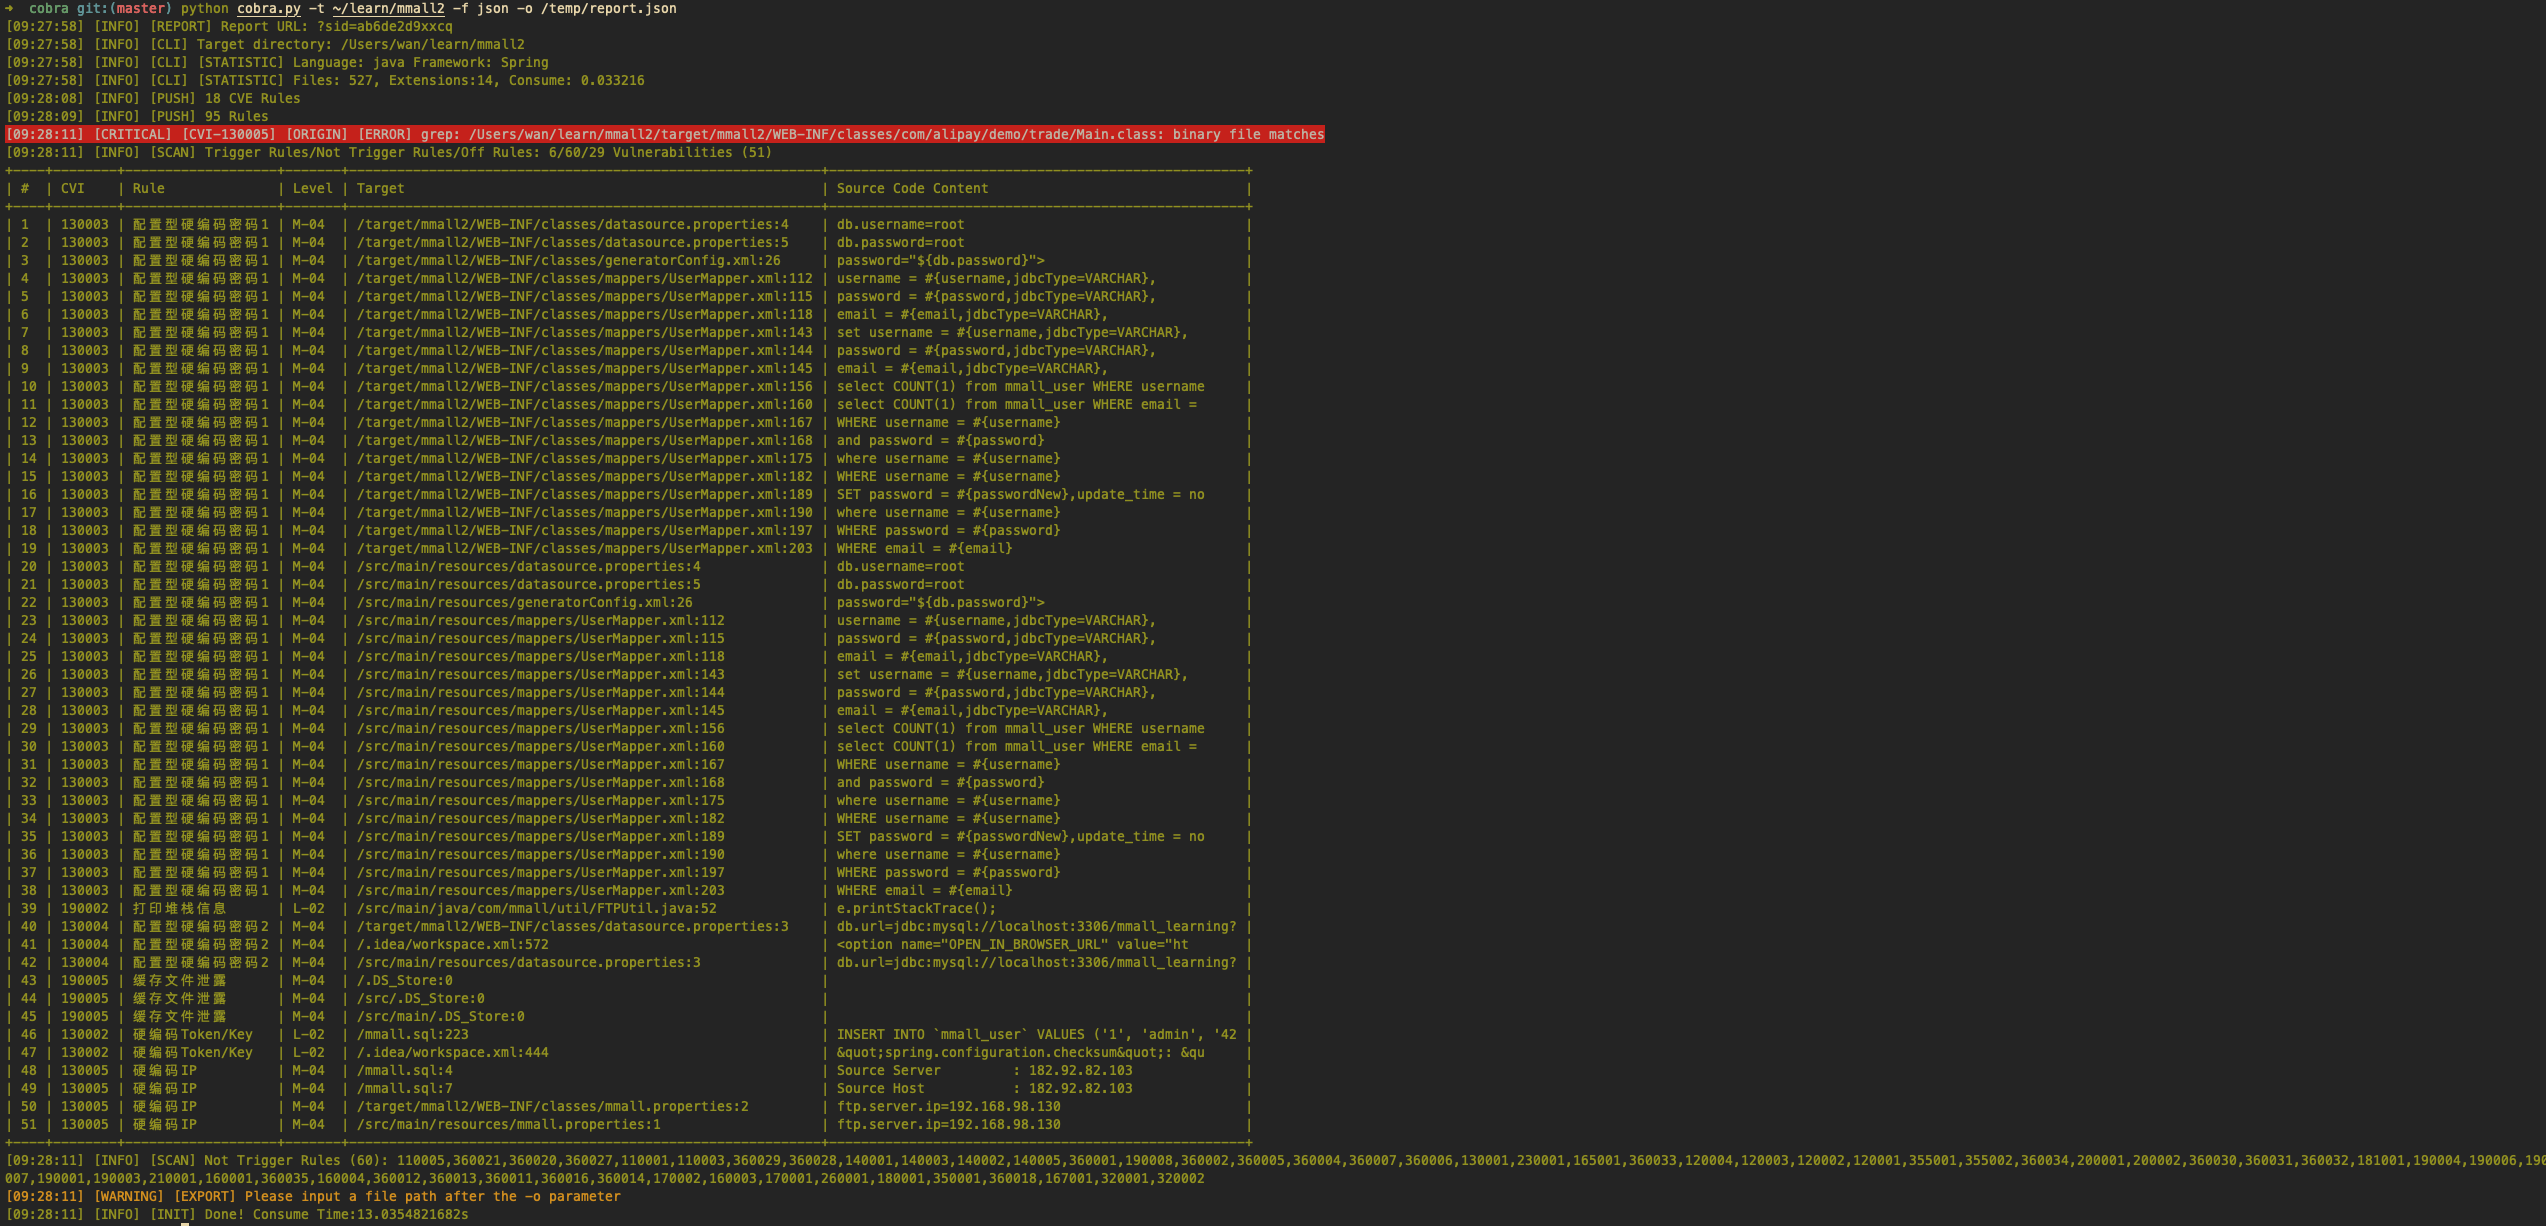 ➜  cobra git:(master) python cobra.py -t ~/learn/mmall2 -f json -o /temp/report.json
[09:27:58] [INFO] [REPORT] Report URL: ?sid=ab6de2d9xxcq
[09:27:58] [INFO] [CLI] Target directory: /Users/wan/learn/mmall2
[09:27:58] [INFO] [CLI] [STATISTIC] Language: java Framework: Spring
[09:27:58] [INFO] [CLI] [STATISTIC] Files: 527, Extensions:14, Consume: 0.033216
[09:28:08] [INFO] [PUSH] 18 CVE Rules
[09:28:09] [INFO] [PUSH] 95 Rules
[09:28:11] [CRITICAL] [CVI-130005] [ORIGIN] [ERROR] grep: /Users/wan/learn/mmall2/target/mmall2/WEB-INF/classes/com/alipay/demo/trade/Main.class: binary file matches
[09:28:11] [INFO] [SCAN] Trigger Rules/Not Trigger Rules/Off Rules: 6/60/29 Vulnerabilities (51)
| # | CVI | Rule | Level | Target | Source Code Content |
| 1 | 130003 | 配置型硬编码密码1 | M-04 | /target/mmall2/WEB-INF/classes/datasource.properties:4 | db.username=root |
| 2 | 130003 | 配置型硬编码密码1 | M-04 | /target/mmall2/WEB-INF/classes/datasource.properties:5 | db.password=root |
| 3 | 130003 | 配置型硬编码密码1 | M-04 | /target/mmall2/WEB-INF/classes/generatorConfig.xml:26 | password="${db.password}"> |
| 4 | 130003 | 配置型硬编码密码1 | M-04 | /target/mmall2/WEB-INF/classes/mappers/UserMapper.xml:112 | username = #{username,jdbcType=VARCHAR}, |
| 5 | 130003 | 配置型硬编码密码1 | M-04 | /target/mmall2/WEB-INF/classes/mappers/UserMapper.xml:115 | password = #{password,jdbcType=VARCHAR}, |
| 6 | 130003 | 配置型硬编码密码1 | M-04 | /target/mmall2/WEB-INF/classes/mappers/UserMapper.xml:118 | email = #{email,jdbcType=VARCHAR}, |
| 7 | 130003 | 配置型硬编码密码1 | M-04 | /target/mmall2/WEB-INF/classes/mappers/UserMapper.xml:143 | set username = #{username,jdbcType=VARCHAR}, |
| 8 | 130003 | 配置型硬编码密码1 | M-04 | /target/mmall2/WEB-INF/classes/mappers/UserMapper.xml:144 | password = #{password,jdbcType=VARCHAR}, |
| 9 | 130003 | 配置型硬编码密码1 | M-04 | /target/mmall2/WEB-INF/classes/mappers/UserMapper.xml:145 | email = #{email,jdbcType=VARCHAR}, |
| 10 | 130003 | 配置型硬编码密码1 | M-04 | /target/mmall2/WEB-INF/classes/mappers/UserMapper.xml:156 | select COUNT(1) from mmall_user WHERE username |
| 11 | 130003 | 配置型硬编码密码1 | M-04 | /target/mmall2/WEB-INF/classes/mappers/UserMapper.xml:160 | select COUNT(1) from mmall_user WHERE email = |
| 12 | 130003 | 配置型硬编码密码1 | M-04 | /target/mmall2/WEB-INF/classes/mappers/UserMapper.xml:167 | WHERE username = #{username} |
| 13 | 130003 | 配置型硬编码密码1 | M-04 | /target/mmall2/WEB-INF/classes/mappers/UserMapper.xml:168 | and password = #{password} |
| 14 | 130003 | 配置型硬编码密码1 | M-04 | /target/mmall2/WEB-INF/classes/mappers/UserMapper.xml:175 | where username = #{username} |
| 15 | 130003 | 配置型硬编码密码1 | M-04 | /target/mmall2/WEB-INF/classes/mappers/UserMapper.xml:182 | WHERE username = #{username} |
| 16 | 130003 | 配置型硬编码密码1 | M-04 | /target/mmall2/WEB-INF/classes/mappers/UserMapper.xml:189 | SET password = #{passwordNew},update_time = no |
| 17 | 130003 | 配置型硬编码密码1 | M-04 | /target/mmall2/WEB-INF/classes/mappers/UserMapper.xml:190 | where username = #{username} |
| 18 | 130003 | 配置型硬编码密码1 | M-04 | /target/mmall2/WEB-INF/classes/mappers/UserMapper.xml:197 | WHERE password = #{password} |
| 19 | 130003 | 配置型硬编码密码1 | M-04 | /target/mmall2/WEB-INF/classes/mappers/UserMapper.xml:203 | WHERE email = #{email} |
| 20 | 130003 | 配置型硬编码密码1 | M-04 | /src/main/resources/datasource.properties:4 | db.username=root |
| 21 | 130003 | 配置型硬编码密码1 | M-04 | /src/main/resources/datasource.properties:5 | db.password=root |
| 22 | 130003 | 配置型硬编码密码1 | M-04 | /src/main/resources/generatorConfig.xml:26 | password="${db.password}"> |
| 23 | 130003 | 配置型硬编码密码1 | M-04 | /src/main/resources/mappers/UserMapper.xml:112 | username = #{username,jdbcType=VARCHAR}, |
| 24 | 130003 | 配置型硬编码密码1 | M-04 | /src/main/resources/mappers/UserMapper.xml:115 | password = #{password,jdbcType=VARCHAR}, |
| 25 | 130003 | 配置型硬编码密码1 | M-04 | /src/main/resources/mappers/UserMapper.xml:118 | email = #{email,jdbcType=VARCHAR}, |
| 26 | 130003 | 配置型硬编码密码1 | M-04 | /src/main/resources/mappers/UserMapper.xml:143 | set username = #{username,jdbcType=VARCHAR}, |
| 27 | 130003 | 配置型硬编码密码1 | M-04 | /src/main/resources/mappers/UserMapper.xml:144 | password = #{password,jdbcType=VARCHAR}, |
| 28 | 130003 | 配置型硬编码密码1 | M-04 | /src/main/resources/mappers/UserMapper.xml:145 | email = #{email,jdbcType=VARCHAR}, |
| 29 | 130003 | 配置型硬编码密码1 | M-04 | /src/main/resources/mappers/UserMapper.xml:156 | select COUNT(1) from mmall_user WHERE username |
| 30 | 130003 | 配置型硬编码密码1 | M-04 | /src/main/resources/mappers/UserMapper.xml:160 | select COUNT(1) from mmall_user WHERE email = |
| 31 | 130003 | 配置型硬编码密码1 | M-04 | /src/main/resources/mappers/UserMapper.xml:167 | WHERE username = #{username} |
| 32 | 130003 | 配置型硬编码密码1 | M-04 | /src/main/resources/mappers/UserMapper.xml:168 | and password = #{password} |
| 33 | 130003 | 配置型硬编码密码1 | M-04 | /src/main/resources/mappers/UserMapper.xml:175 | where username = #{username} |
| 34 | 130003 | 配置型硬编码密码1 | M-04 | /src/main/resources/mappers/UserMapper.xml:182 | WHERE username = #{username} |
| 35 | 130003 | 配置型硬编码密码1 | M-04 | /src/main/resources/mappers/UserMapper.xml:189 | SET password = #{passwordNew},update_time = no |
| 36 | 130003 | 配置型硬编码密码1 | M-04 | /src/main/resources/mappers/UserMapper.xml:190 | where username = #{username} |
| 37 | 130003 | 配置型硬编码密码1 | M-04 | /src/main/resources/mappers/UserMapper.xml:197 | WHERE password = #{password} |
| 38 | 130003 | 配置型硬编码密码1 | M-04 | /src/main/resources/mappers/UserMapper.xml:203 | WHERE email = #{email} |
| 39 | 190002 | 打印堆栈信息 | L-02 | /src/main/java/com/mmall/util/FTPUtil.java:52 | e.printStackTrace(); |
| 40 | 130004 | 配置型硬编码密码2 | M-04 | /target/mmall2/WEB-INF/classes/datasource.properties:3 | db.url=jdbc:mysql://localhost:3306/mmall_learning? |
| 41 | 130004 | 配置型硬编码密码2 | M-04 | /.idea/workspace.xml:572 | <option name="OPEN_IN_BROWSER_URL" value="ht |
| 42 | 130004 | 配置型硬编码密码2 | M-04 | /src/main/resources/datasource.properties:3 | db.url=jdbc:mysql://localhost:3306/mmall_learning? |
| 43 | 190005 | 缓存文件泄露 | M-04 | /.DS_Store:0 | |
| 44 | 190005 | 缓存文件泄露 | M-04 | /src/.DS_Store:0 | |
| 45 | 190005 | 缓存文件泄露 | M-04 | /src/main/.DS_Store:0 | |
| 46 | 130002 | 硬编码Token/Key | L-02 | /mmall.sql:223 | INSERT INTO `mmall_user` VALUES ('1', 'admin', '42 |
| 47 | 130002 | 硬编码Token/Key | L-02 | /.idea/workspace.xml:444 | &quot;spring.configuration.checksum&quot;: &qu |
| 48 | 130005 | 硬编码IP | M-04 | /mmall.sql:4 | Source Server         : 182.92.82.103 |
| 49 | 130005 | 硬编码IP | M-04 | /mmall.sql:7 | Source Host           : 182.92.82.103 |
| 50 | 130005 | 硬编码IP | M-04 | /target/mmall2/WEB-INF/classes/mmall.properties:2 | ftp.server.ip=192.168.98.130 |
| 51 | 130005 | 硬编码IP | M-04 | /src/main/resources/mmall.properties:1 | ftp.server.ip=192.168.98.130 |
[09:28:11] [INFO] [SCAN] Not Trigger Rules (60): 110005,360021,360020,360027,110001,110003,360029,360028,140001,140003,140002,140005,360001,190008,360002,360005,360004,360007,360006,130001,230001,165001,360033,120004,120003,120002,120001,355001,355002,360034,200001,200002,360030,360031,360032,181001,190004,190006,190
007,190001,190003,210001,160001,360035,160004,360012,360013,360011,360016,360014,170002,160003,170001,260001,180001,350001,360018,167001,320001,320002
[09:28:11] [WARNING] [EXPORT] Please input a file path after the -o parameter
[09:28:11] [INFO] [INIT] Done! Consume Time:13.0354821682s